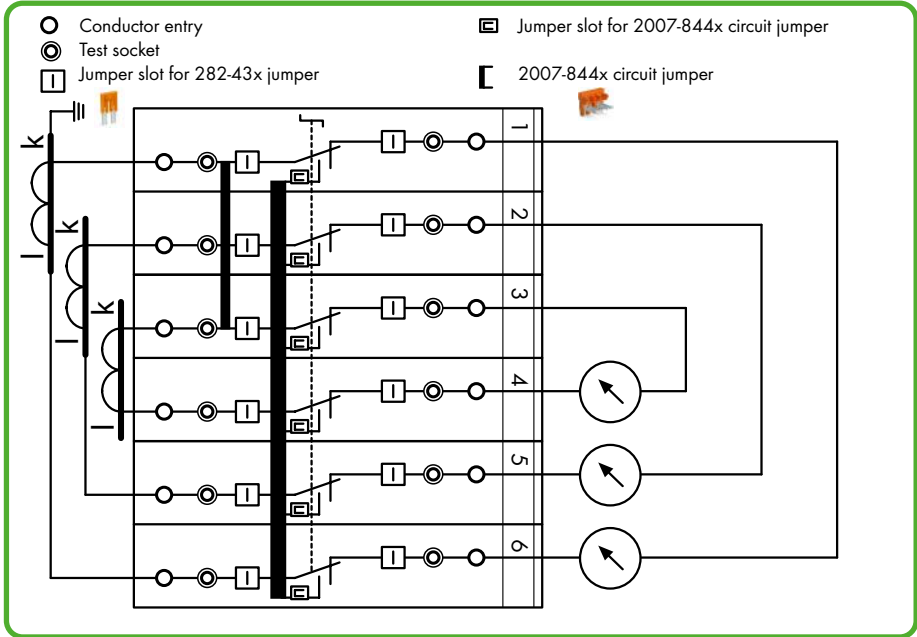 Conductor entry
Test socket
Jumper slot for 282-43x jumper
Jumper slot for 2007-844x circuit jumper
2007-844x circuit jumper
k
l
k
l
k
l
1
2
3
4
5
6